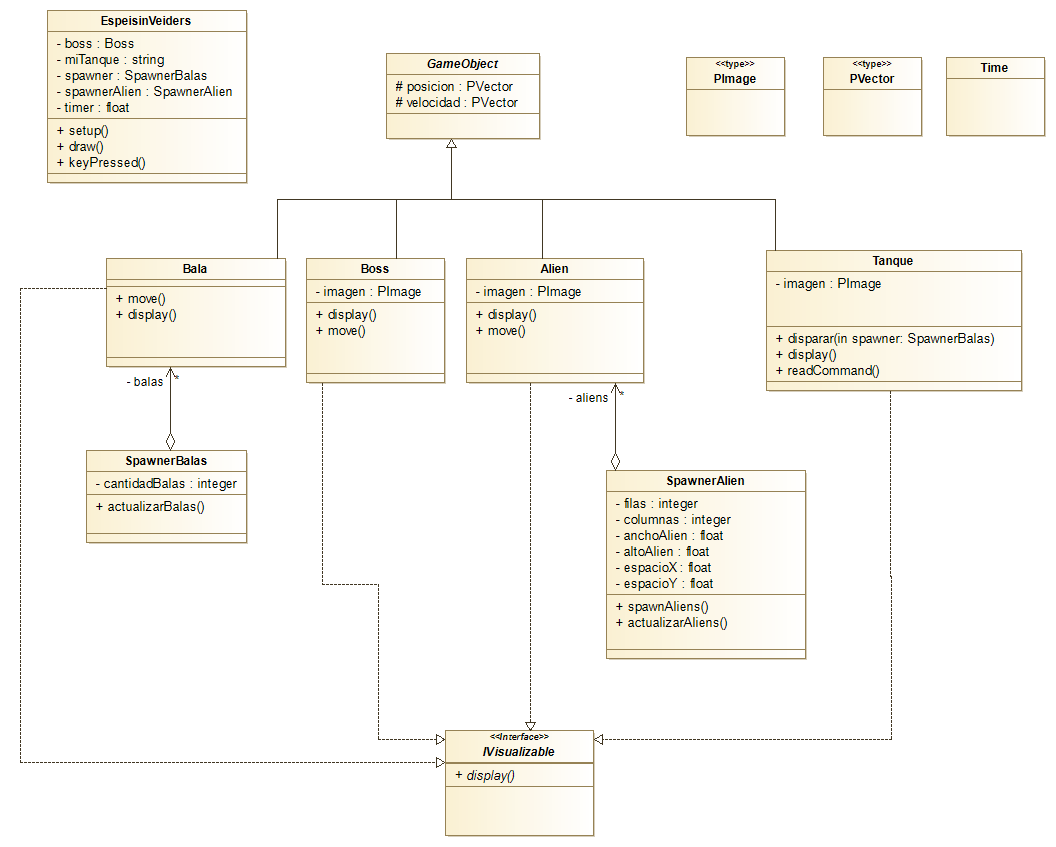 EspeisinVeiders
- boss : Boss
- miTanque : string
- spawner : SpawnerBalas
- spawnerAlien : SpawnerAlien
- timer : float
+ setup()
+ draw()
+ keyPressed()
GameObject
# posicion : PVector
# velocidad : PVector
<<type>>
PImage
<<type>>
PVector
Time
Bala
+ move()
+ display()
Boss
- imagen : PImage
+ display()
+ move()
Alien
- imagen : PImage
+ display()
+ move()
Tanque
- imagen : PImage
+ disparar(in spawner: SpawnerBalas)
+ display()
+ readCommand()
- balas *
- aliens *
SpawnerBalas
- cantidadBalas : integer
+ actualizarBalas()
SpawnerAlien
- filas : integer
- columnas : integer
- anchoAlien : float
- altoAlien : float
- espacioX : float
- espacioY : float
+ spawnAliens()
+ actualizarAliens()
<<Interface>>
IVisualizable
+ display()